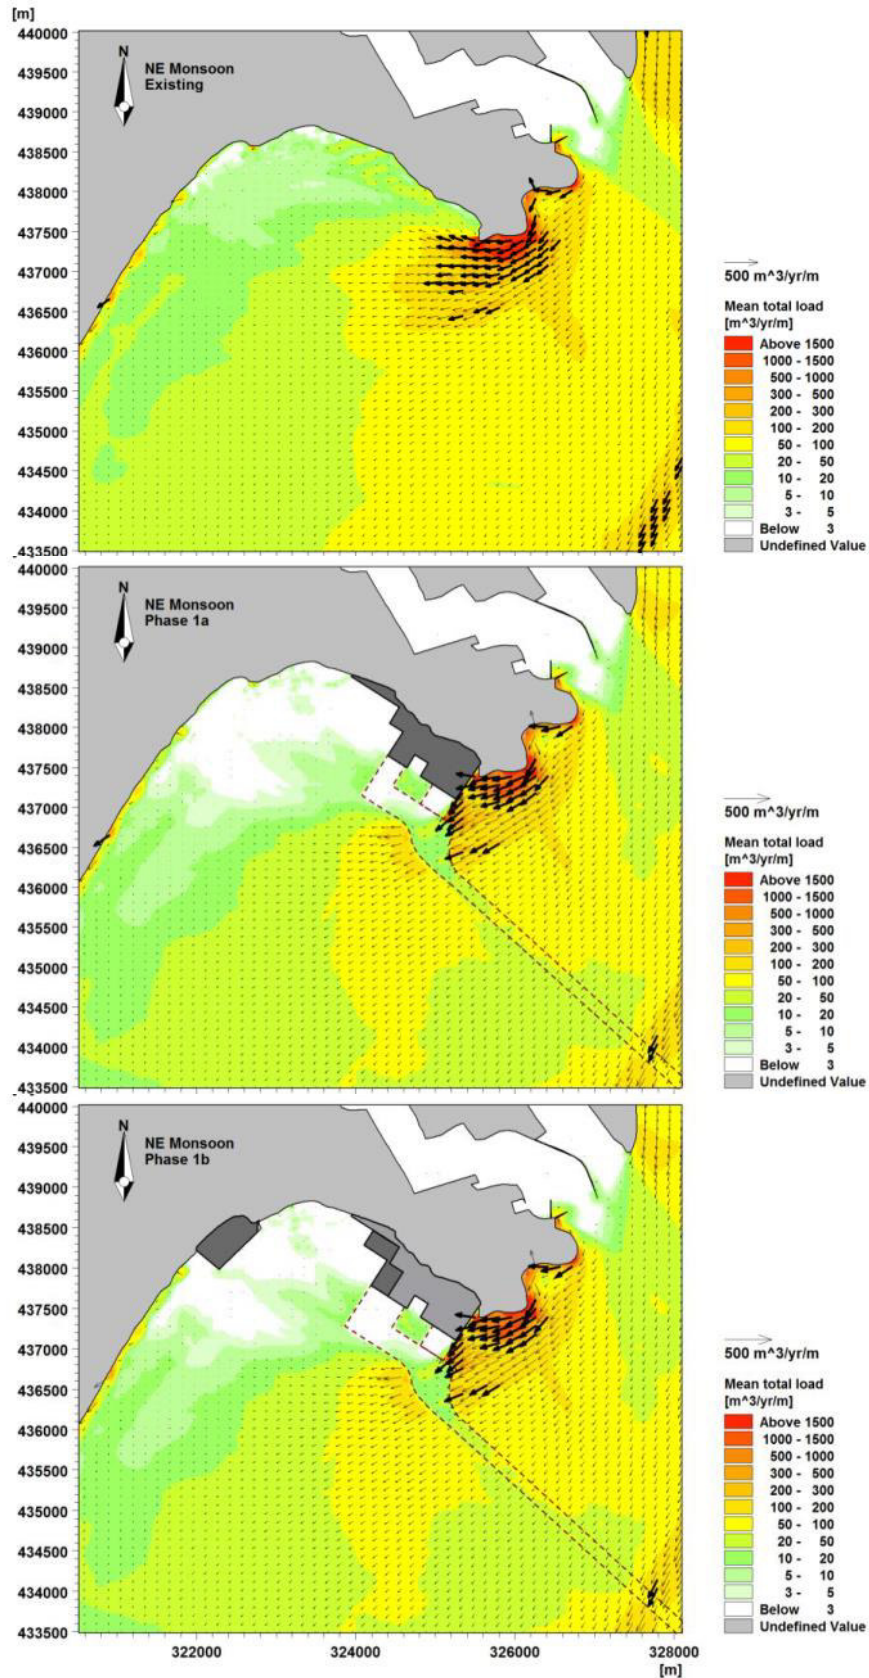 [m]
440000
N
NE Monsoon
Existing
439500
439000
438500
438000
437500
437000
436500
436000
435500
435000
434500
434000
433500
500 m^3/yr/m
Mean total load
[m^3/yr/m]
Above 1500
1000 - 1500
500 - 1000
300 - 500
200 - 300
100 - 200
50 - 100
20 - 50
10 - 20
5 - 10
3 - 5
Below 3
Undefined Value
440000
N
NE Monsoon
Phase 1a
439500
439000
438500
438000
437500
437000
436500
436000
435500
435000
434500
434000
433500
500 m^3/yr/m
Mean total load
[m^3/yr/m]
Above 1500
1000 - 1500
500 - 1000
300 - 500
200 - 300
100 - 200
50 - 100
20 - 50
10 - 20
5 - 10
3 - 5
Below 3
Undefined Value
440000
N
NE Monsoon
Phase 1b
439500
439000
438500
438000
437500
437000
436500
436000
435500
435000
434500
434000
433500
500 m^3/yr/m
Mean total load
[m^3/yr/m]
Above 1500
1000 - 1500
500 - 1000
300 - 500
200 - 300
100 - 200
50 - 100
20 - 50
10 - 20
5 - 10
3 - 5
Below 3
Undefined Value
322000 324000 326000 328000
[m]